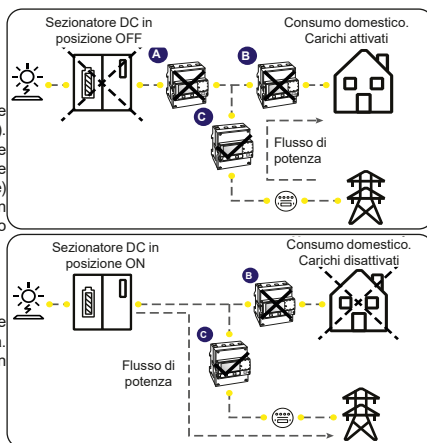 Sezionatore DC in
posizione OFF
Consumo domestico.
Carichi attivati
A
B
C
Flusso di
potenza
e
).
e
e
e)
n
o
Sezionatore DC in
posizione ON
Consumo domestico.
Carichi disattivati
B
C
Flusso di
potenza
e
a.
n